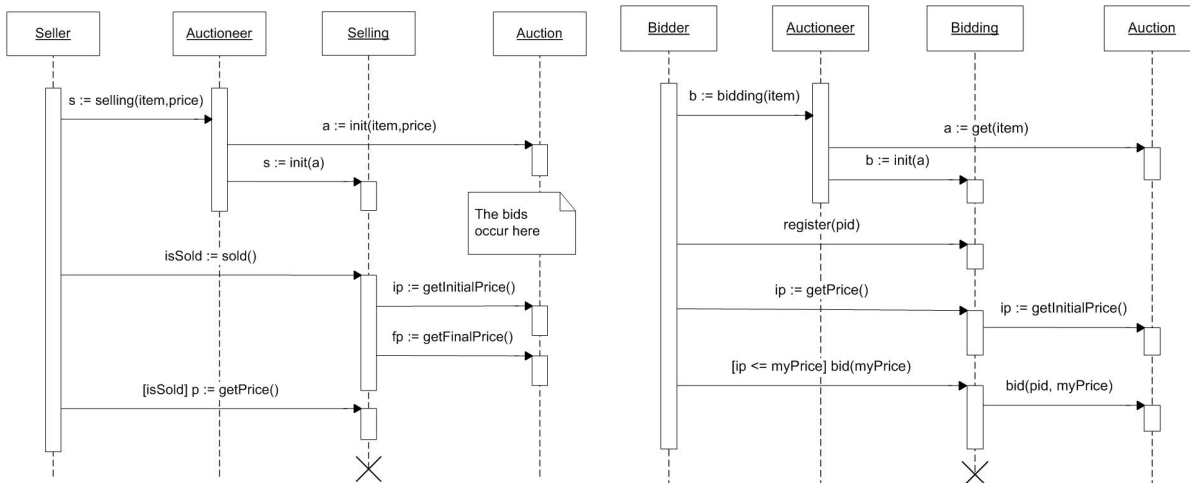 Seller
Auctioneer
Selling
Auction
s := selling(item,price)
a := init(item,price)
s := init(a)
The bids
occur here
isSold := sold()
ip := getInitialPrice()
fp := getFinalPrice()
[isSold] p := getPrice()
Bidder
Auctioneer
Bidding
Auction
b := bidding(item)
a := get(item)
b := init(a)
register(pid)
ip := getPrice()
ip := getInitialPrice()
[ip <= myPrice] bid(myPrice)
bid(pid, myPrice)